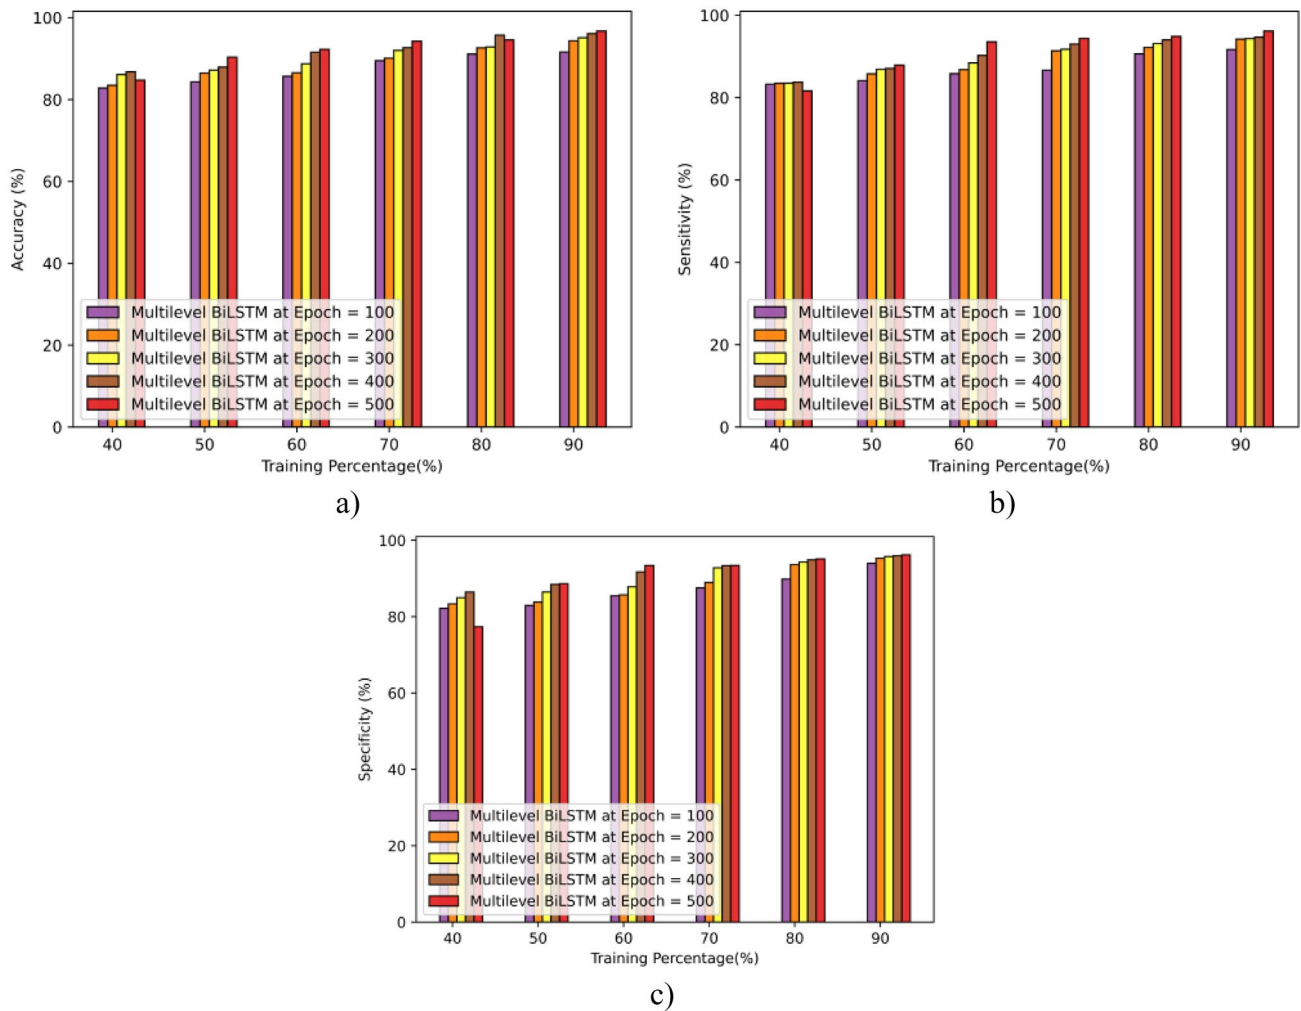 100
80
60
40
20
0
Accuracy (%)
Multilevel BiLSTM at Epoch = 100
Multilevel BiLSTM at Epoch = 200
Multilevel BiLSTM at Epoch = 300
Multilevel BiLSTM at Epoch = 400
Multilevel BiLSTM at Epoch = 500
40 50 60 70 80 90
Training Percentage(%)
a)
100
80
60
40
20
0
Sensitivity (%)
Multilevel BiLSTM at Epoch = 100
Multilevel BiLSTM at Epoch = 200
Multilevel BiLSTM at Epoch = 300
Multilevel BiLSTM at Epoch = 400
Multilevel BiLSTM at Epoch = 500
40 50 60 70 80 90
Training Percentage(%)
b)
100
80
60
40
20
0
Specificity (%)
Multilevel BiLSTM at Epoch = 100
Multilevel BiLSTM at Epoch = 200
Multilevel BiLSTM at Epoch = 300
Multilevel BiLSTM at Epoch = 400
Multilevel BiLSTM at Epoch = 500
40 50 60 70 80 90
Training Percentage(%)
c)